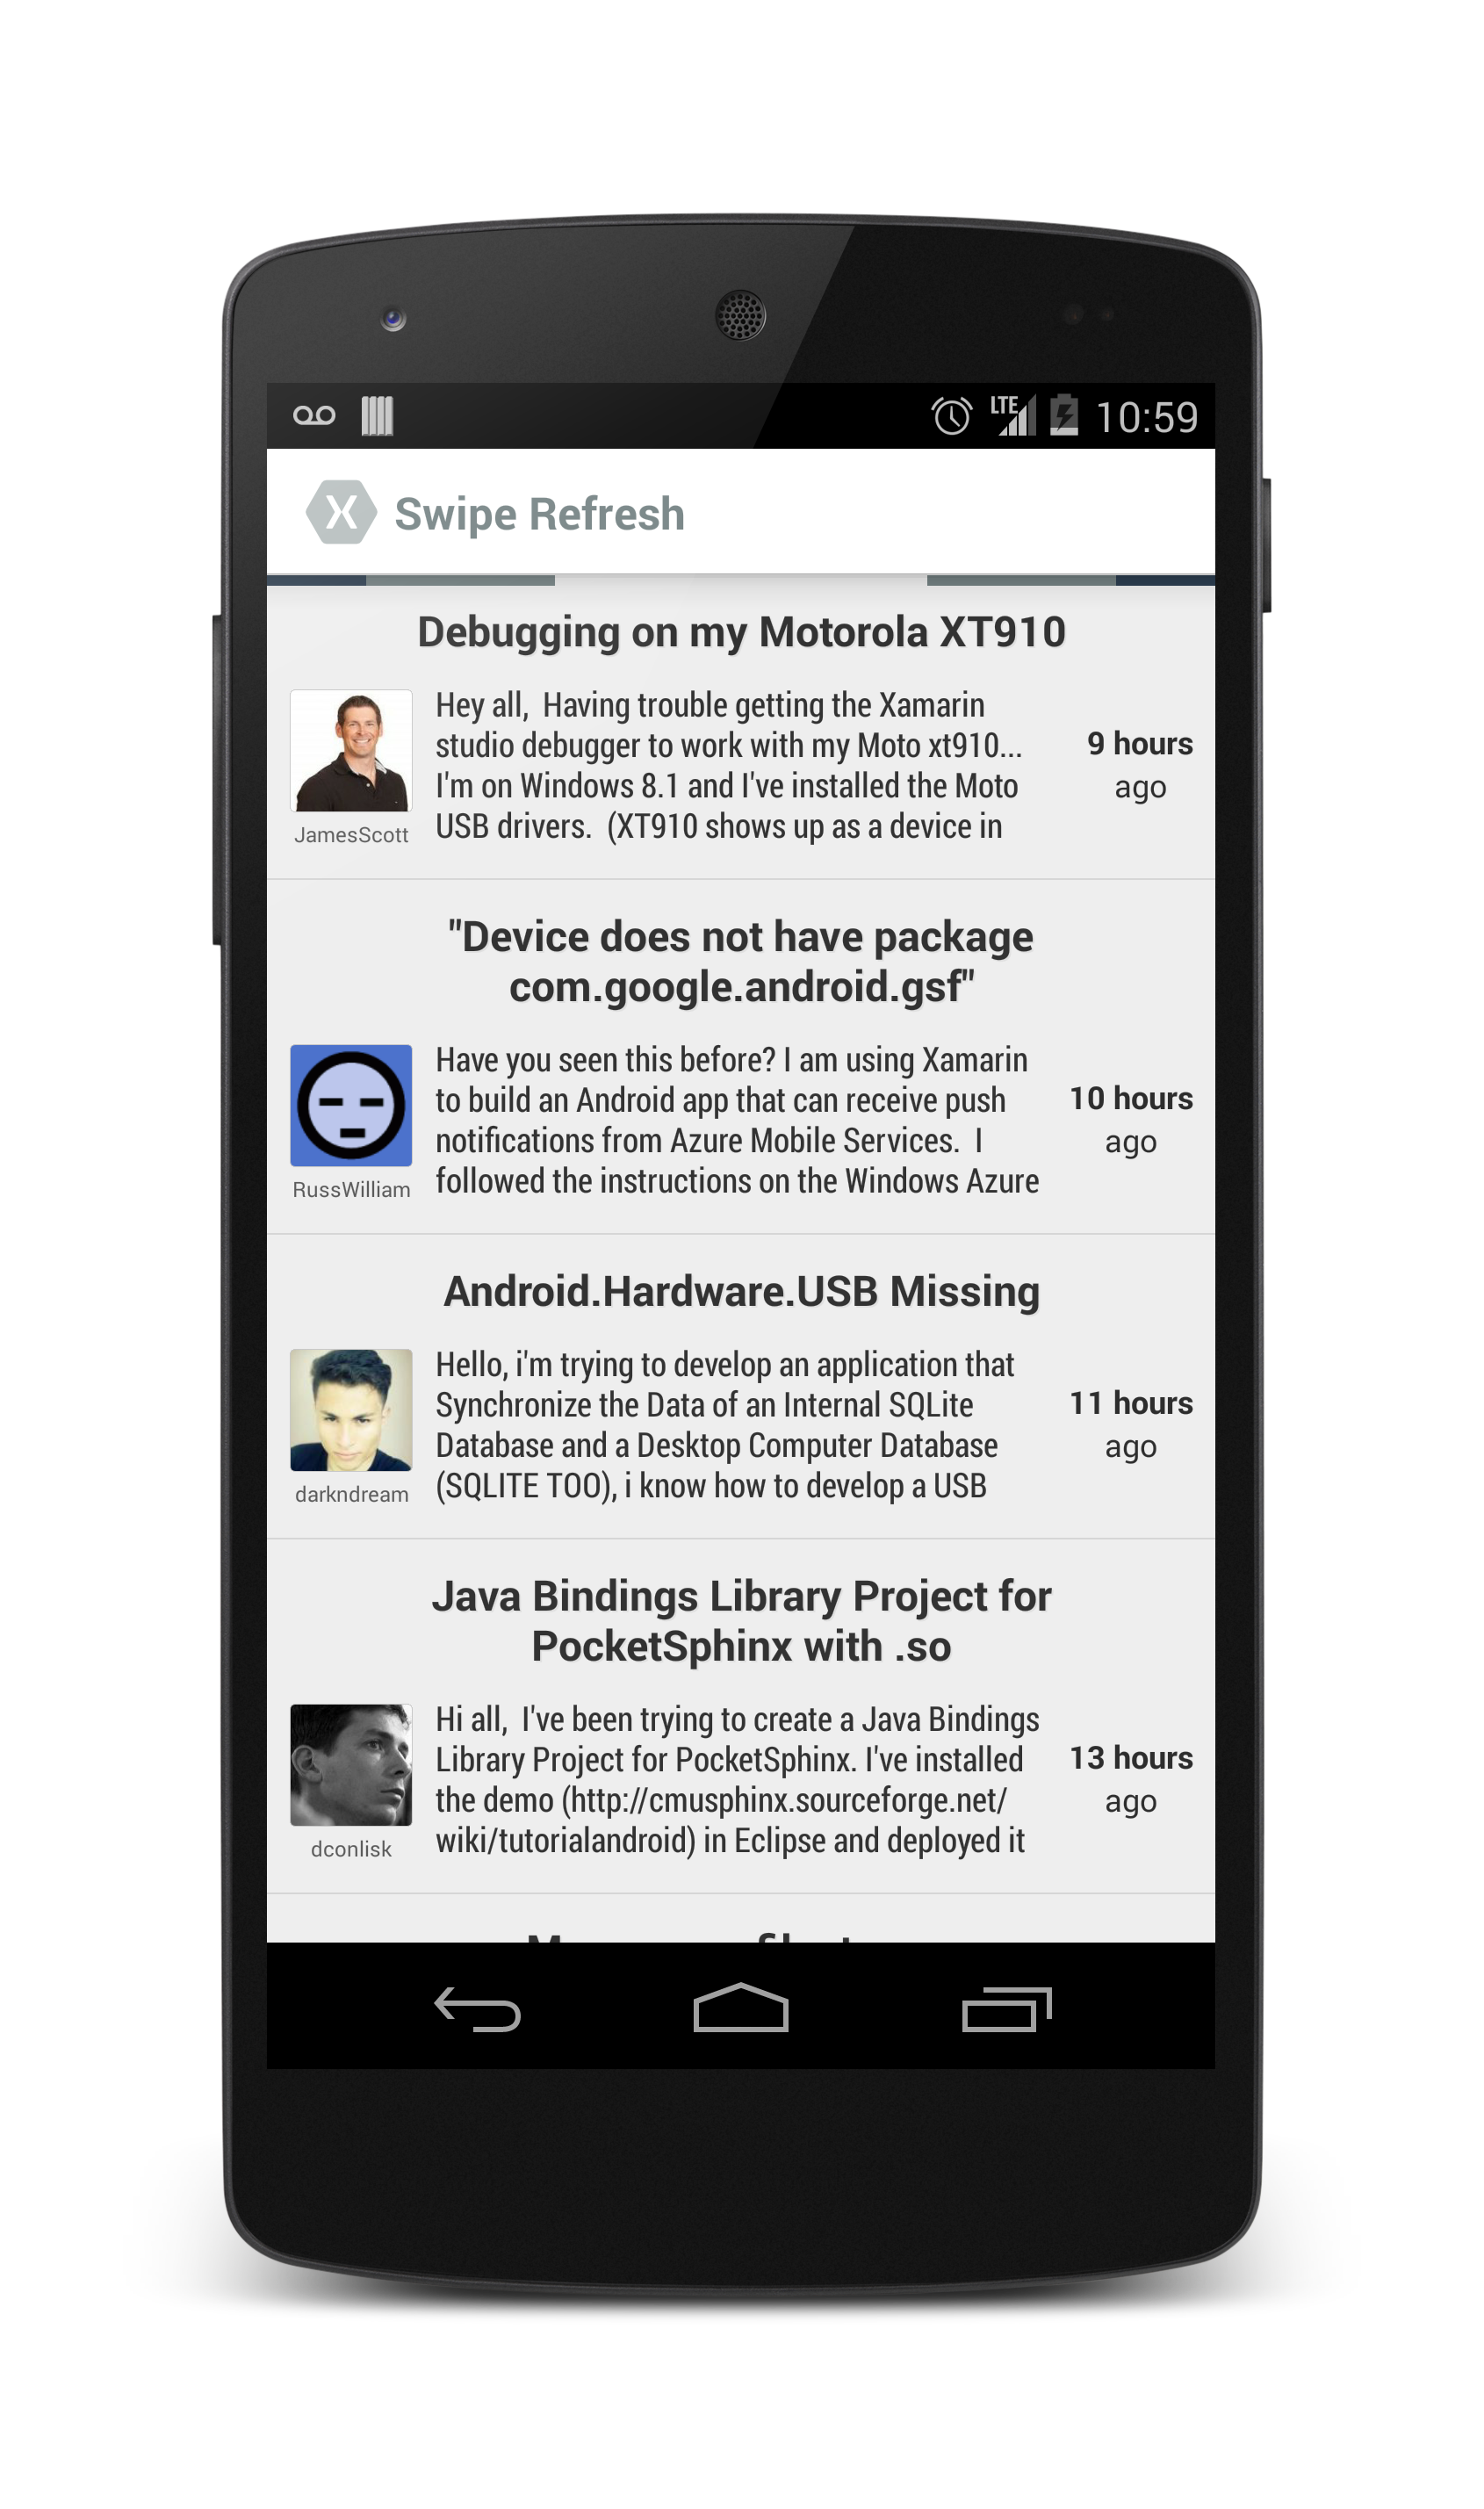 LTE 10:59
X Swipe Refresh
Debugging on my Motorola XT910
Hey all,  Having trouble getting the Xamarin
studio debugger to work with my Moto xt910...
I'm on Windows 8.1 and I've installed the Moto
USB drivers.  (XT910 shows up as a device in
9 hours
ago
JamesScott
"Device does not have package
com.google.android.gsf"
Have you seen this before? I am using Xamarin
to build an Android app that can receive push
notifications from Azure Mobile Services.  I
followed the instructions on the Windows Azure
10 hours
ago
RussWilliam
Android.Hardware.USB Missing
Hello, i'm trying to develop an application that
Synchronize the Data of an Internal SQLite
Database and a Desktop Computer Database
(SQLITE TOO), i know how to develop a USB
11 hours
ago
darkndream
Java Bindings Library Project for
PocketSphinx with .so
Hi all,  I've been trying to create a Java Bindings
Library Project for PocketSphinx. I've installed
the demo (http://cmusphinx.sourceforge.net/
wiki/tutorialandroid) in Eclipse and deployed it
13 hours
ago
dconlisk